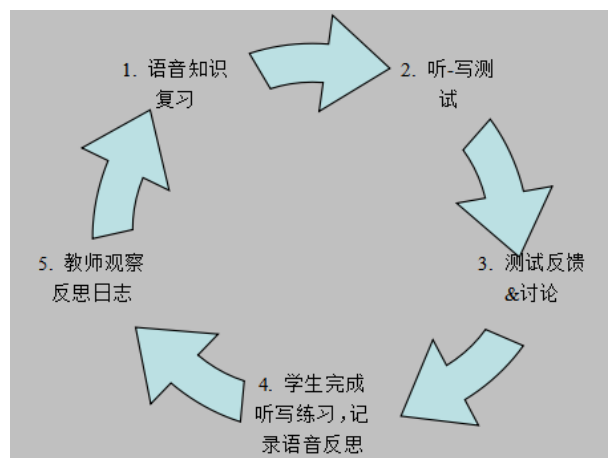 1. 语音知识
复习
2. 听-写测
试
3. 测试反馈
&讨论
4. 学生完成
听写练习，记
录语音反思
5. 教师观察
反思日志